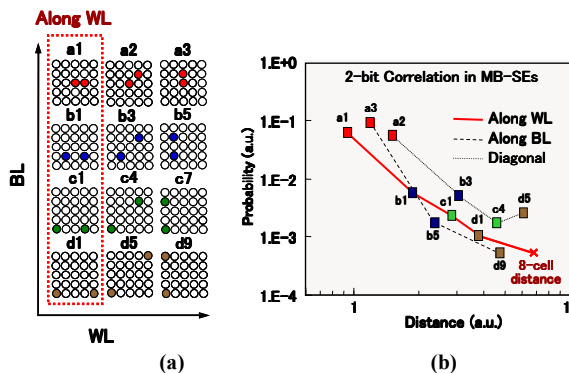 Along WL
a1 a2 a3
b1 b3 b5
c1 c4 c7
d1 d5 d9
BL
WL
(a)
2-bit Correlation in MB-SEs
1.E+0
1.E-1
1.E-2
1.E-3
1.E-4
Probability (a.u.)
a1
a3
a2
b1
b3
b5
c1
d1
c4
d5
d9
Along WL
Along BL
Diagonal
8-cell
distance
1
1
Distance (a.u.)
(b)